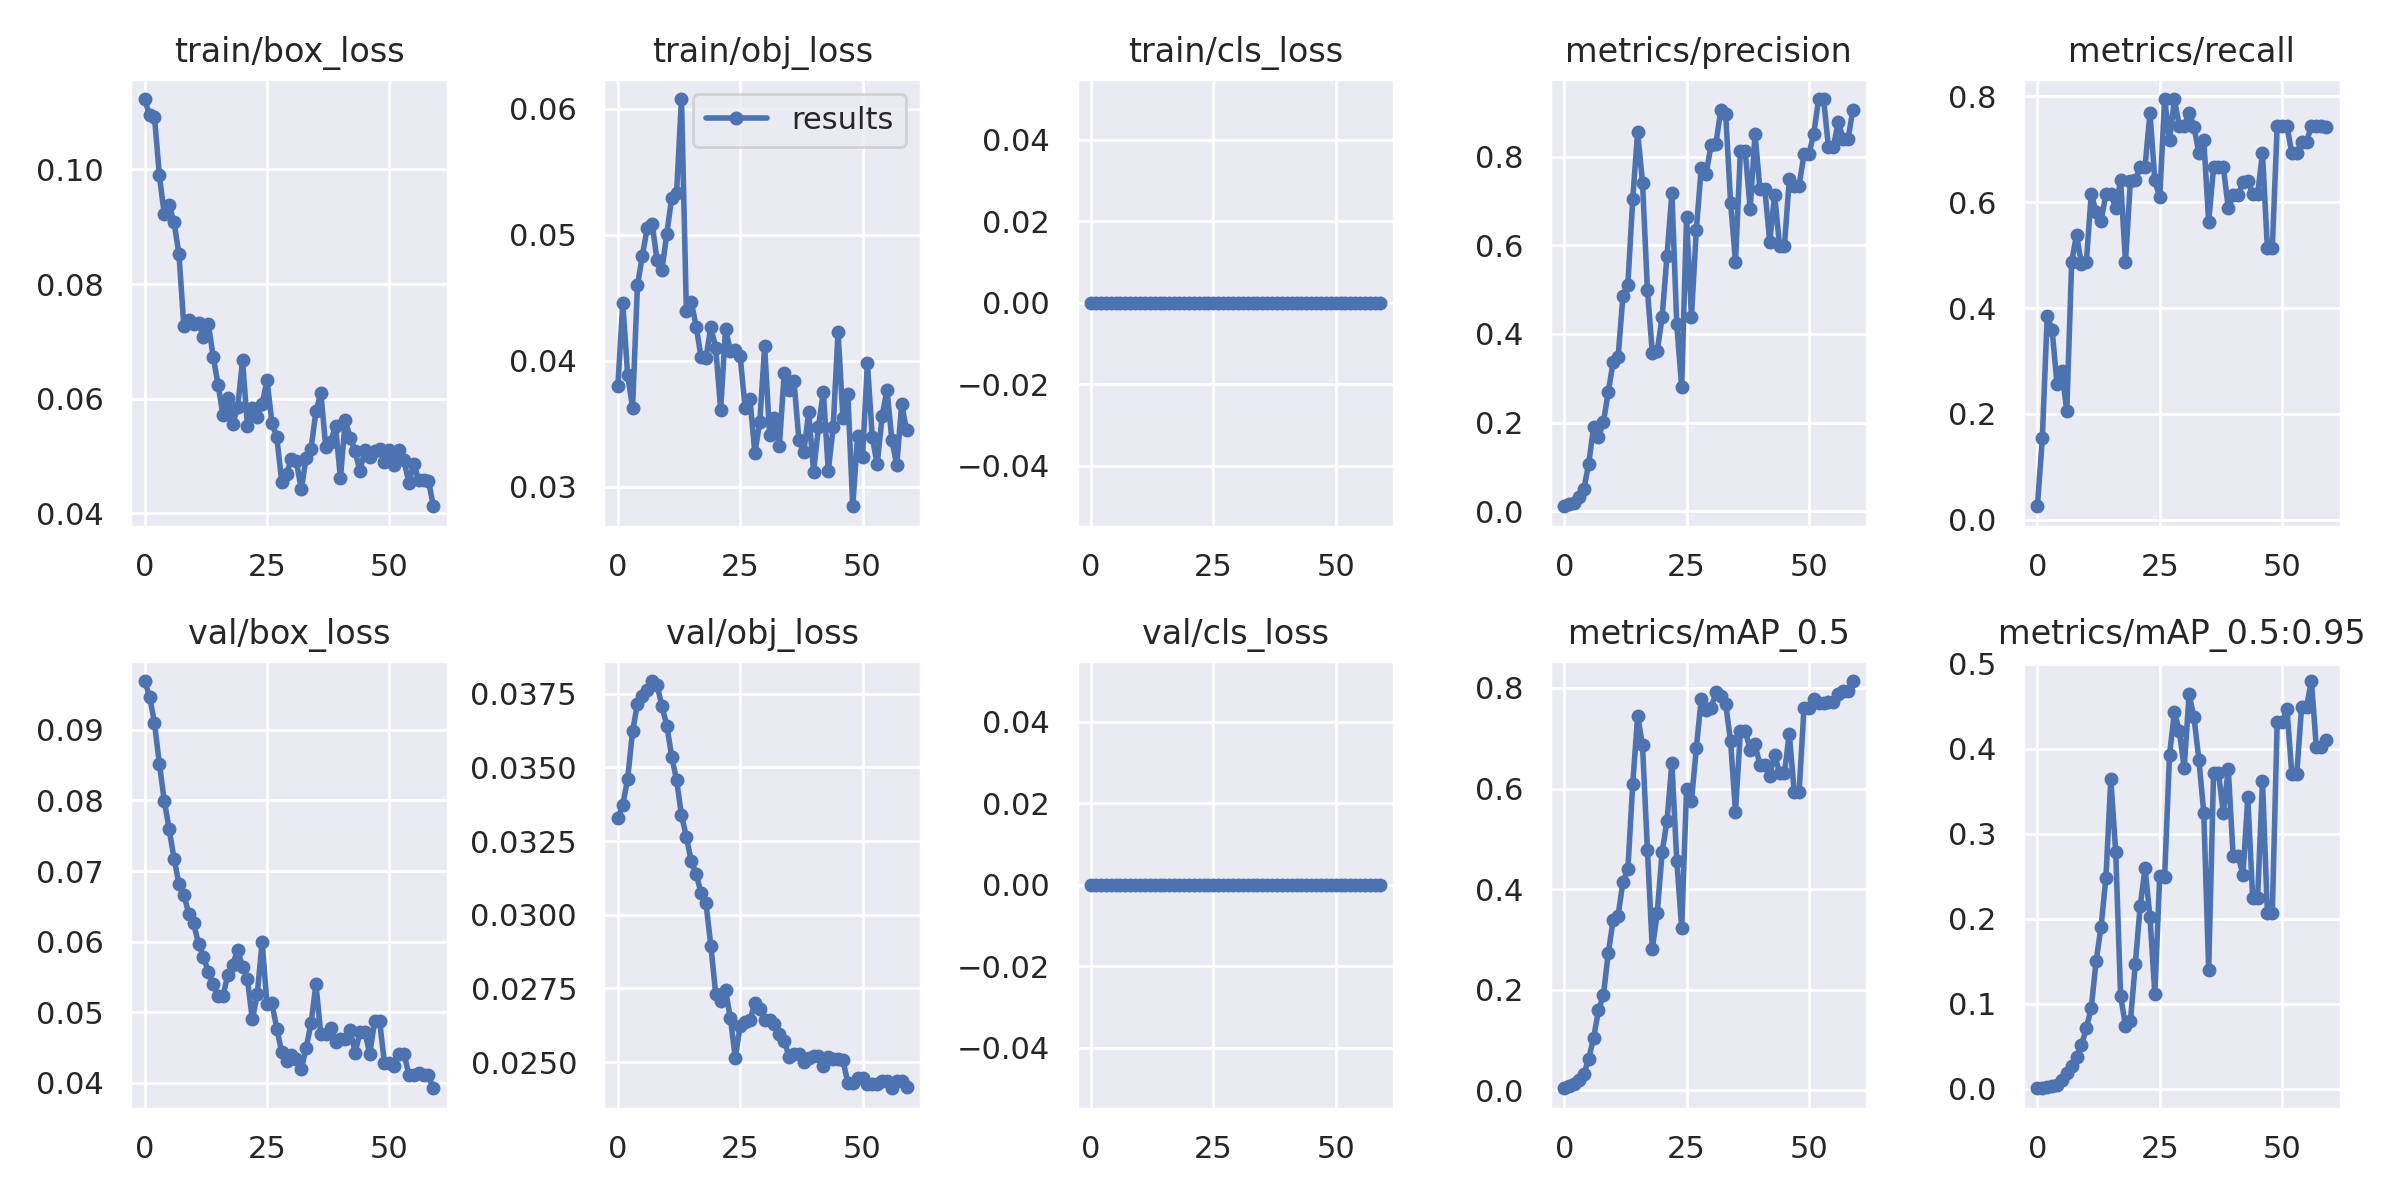 train/box_loss
0.10
0.08
0.06
0.04
0 25 50
train/obj_loss
results
0.06
0.05
0.04
0.03
0 25 50
train/cls_loss
0.04
0.02
0.00
−0.02
−0.04
0 25 50
metrics/precision
0.8
0.6
0.4
0.2
0.0
0 25 50
metrics/recall
0.8
0.6
0.4
0.2
0.0
0 25 50
val/box_loss
0.09
0.08
0.07
0.06
0.05
0.04
0 25 50
val/obj_loss
0.0375
0.0350
0.0325
0.0300
0.0275
0.0250
0 25 50
val/cls_loss
0.04
0.02
0.00
−0.02
−0.04
0 25 50
metrics/mAP_0.5
0.8
0.6
0.4
0.2
0.0
0 25 50
metrics/mAP_0.5:0.95
0.5
0.4
0.3
0.2
0.1
0.0
0 25 50